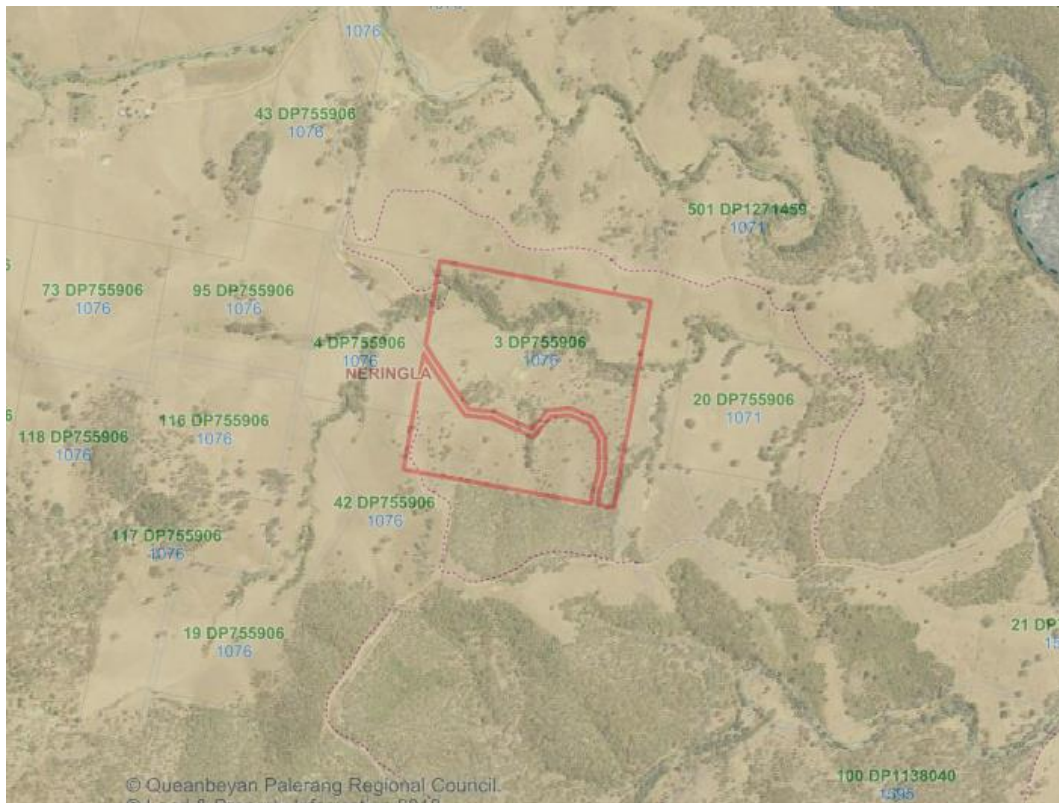 1076
43 DP755906
1076
501 DP1271459
1071
73 DP755906
1076
95 DP755906
1076
4 DP755906
1076
3 DP755906
1076
NERINGLA
20 DP755906
1071
116 DP755906
1076
118 DP755906
1076
42 DP755906
1076
117 DP755906
1076
19 DP755906
1076
21 DP
100 DP1138040
1595
© Queanbeyan Palerang Regional Council.